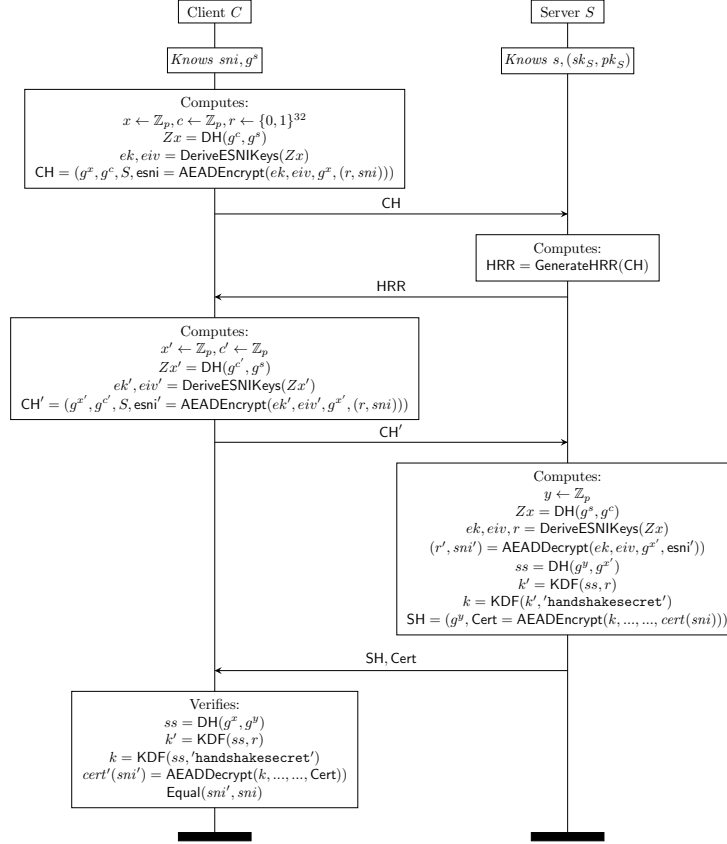 Client C
Server S
Knows sni, g^s
Knows s, (sk_S, pk_S)
Computes:
x ← ℤ_p, c ← ℤ_p, r ← {0, 1}^32
Zx = DH(g^c, g^s)
ek, eiv = DeriveESNIKeys(Zx)
CH = (g^x, g^c, S, esni = AEADEncrypt(ek, eiv, g^x, (r, sni)))
CH
Computes:
HRR = GenerateHRR(CH)
HRR
Computes:
x′ ← ℤ_p, c′ ← ℤ_p
Zx′ = DH(g^c′, g^s)
ek′, eiv′ = DeriveESNIKeys(Zx′)
CH′ = (g^x′, g^c′, S, esni′ = AEADEncrypt(ek′, eiv′, g^x′, (r, sni)))
CH′
Computes:
y ← ℤ_p
Zx = DH(g^s, g^c)
ek, eiv, r = DeriveESNIKeys(Zx)
(r′, sni′) = AEADDecrypt(ek, eiv, g^x′, esni′))
ss = DH(g^y, g^x′)
k′ = KDF(ss, r)
k = KDF(k′, 'handshakesecret')
SH = (g^y, Cert = AEADEncrypt(k, ..., ..., cert(sni)))
SH, Cert
Verifies:
ss = DH(g^x, g^y)
k′ = KDF(ss, r)
k = KDF(ss, 'handshakesecret')
cert′(sni′) = AEADDecrypt(k, ..., ..., Cert))
Equal(sni′, sni)